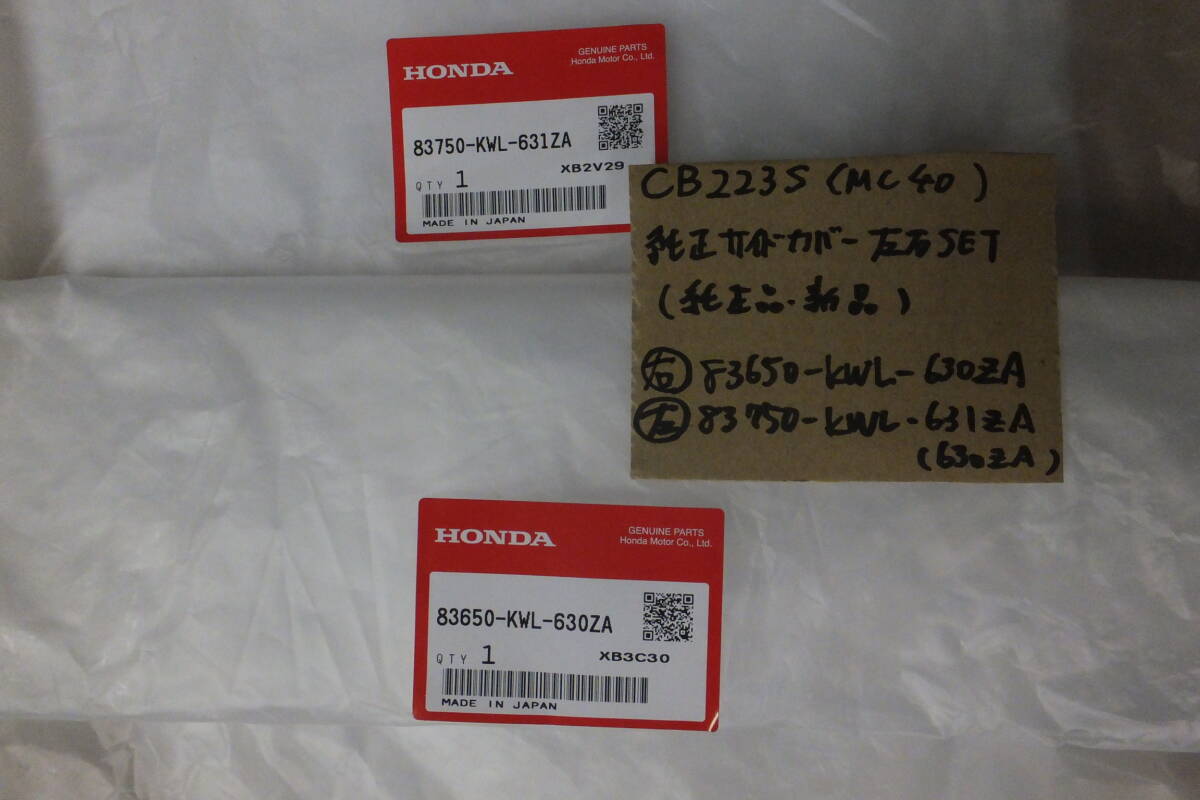 HONDA
GENUINE PARTS
Honda Motor Co., Ltd.
83750-KWL-631ZA
XB2V29
QTY 1
MADE IN JAPAN
CB223S (MC40)
純正サイドカバー左右SET
(純正品・新品)
右 83650-KWL-630ZA
左 83750-KWL-631ZA
(630ZA)
HONDA
GENUINE PARTS
Honda Motor Co., Ltd.
83650-KWL-630ZA
QTY 1
XB3C30
MADE IN JAPAN